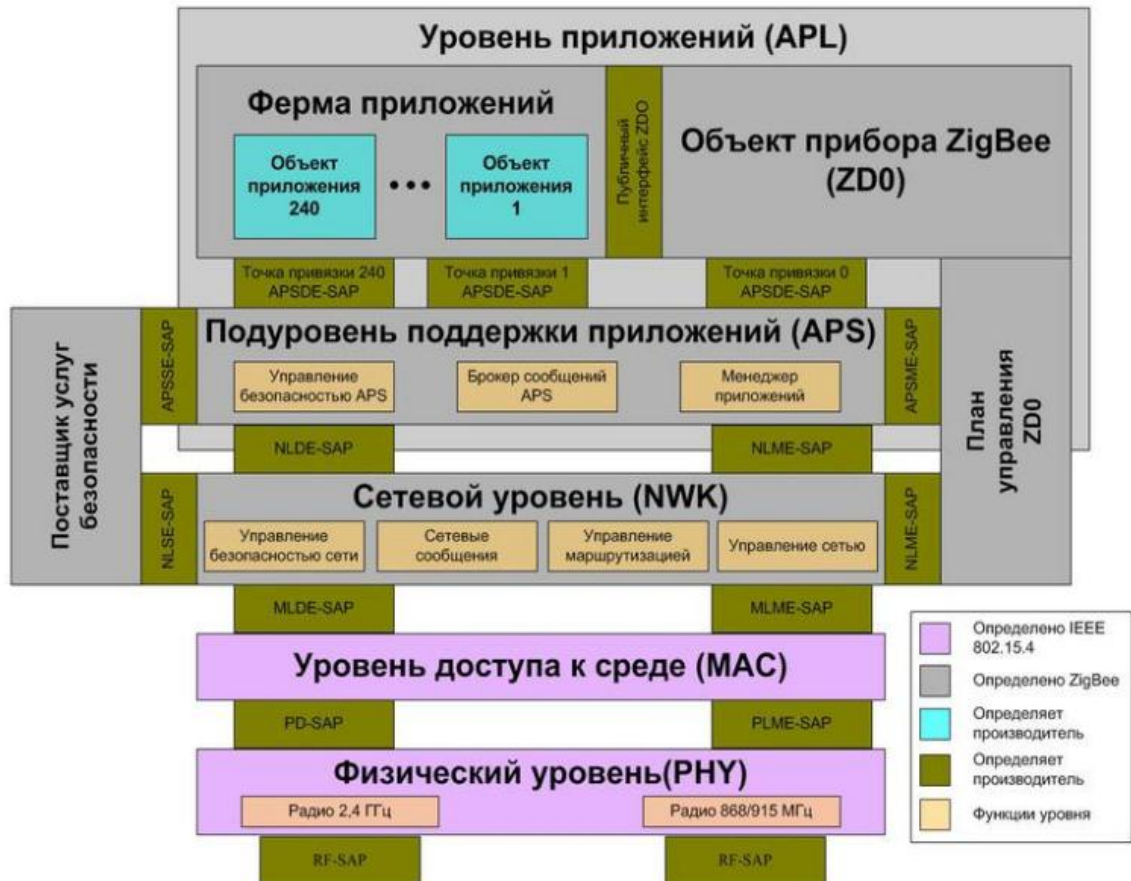 Уровень приложений (APL)
Ферма приложений
Объект
приложения
240
•••
Объект
приложения
1
Публичный
интерфейс ZDO
Объект прибора ZigBee
(ZD0)
Точка привязки 240
APSDE-SAP
Точка привязки 1
APSDE-SAP
Точка привязки 0
APSDE-SAP
Поставщик услуг
безопасности
APSSE-SAP
Подуровень поддержки приложений (APS)
Управление
безопасностью APS
Брокер сообщений
APS
Менеджер
приложений
APSME-SAP
План
управления
ZD0
NLDE-SAP
NLME-SAP
NLSE-SAP
Сетевой уровень (NWK)
Управление
безопасностью сети
Сетевые
сообщения
Управление
маршрутизацией
Управление сетью
NLME-SAP
MLDE-SAP
MLME-SAP
Уровень доступа к среде (MAC)
PD-SAP
PLME-SAP
Физический уровень(PHY)
Радио 2,4 ГГц
Радио 868/915 МГц
RF-SAP
RF-SAP
Определено IEEE
802.15.4
Определено ZigBee
Определяет
производитель
Определяет
производитель
Функции уровня